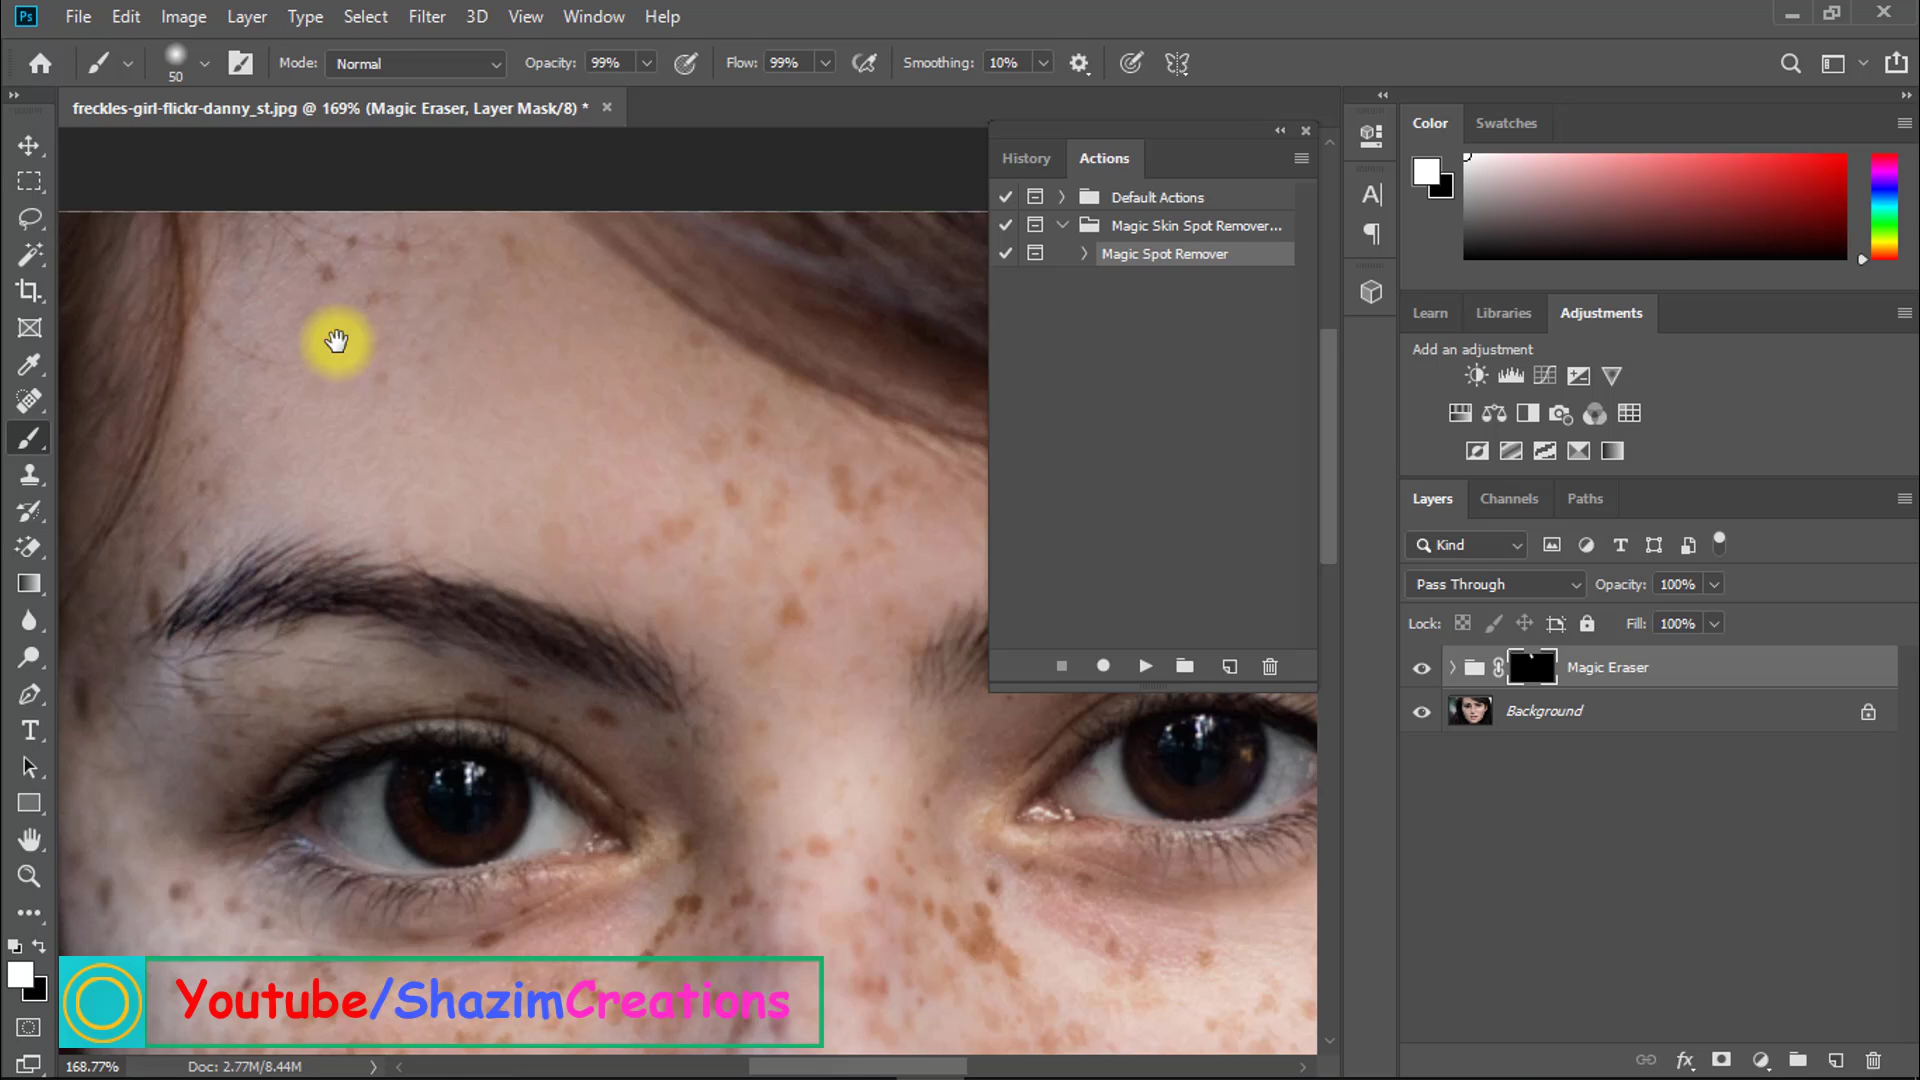 Ps File Edit Image Layer Type Select Filter 3D View Window Help
50 Mode: Normal Opacity: 99% Flow: 99% Smoothing: 10%
freckles-girl-flickr-danny_st.jpg @ 169% (Magic Eraser, Layer Mask/8) *
History Actions
Default Actions
Magic Skin Spot Remover...
Magic Spot Remover
Color Swatches
Learn Libraries Adjustments
Add an adjustment
Layers Channels Paths
Kind
Pass Through Opacity: 100%
Lock: Fill: 100%
Magic Eraser
Background
Youtube/ShazimCreations
168.77% Doc: 2.77M/8.44M